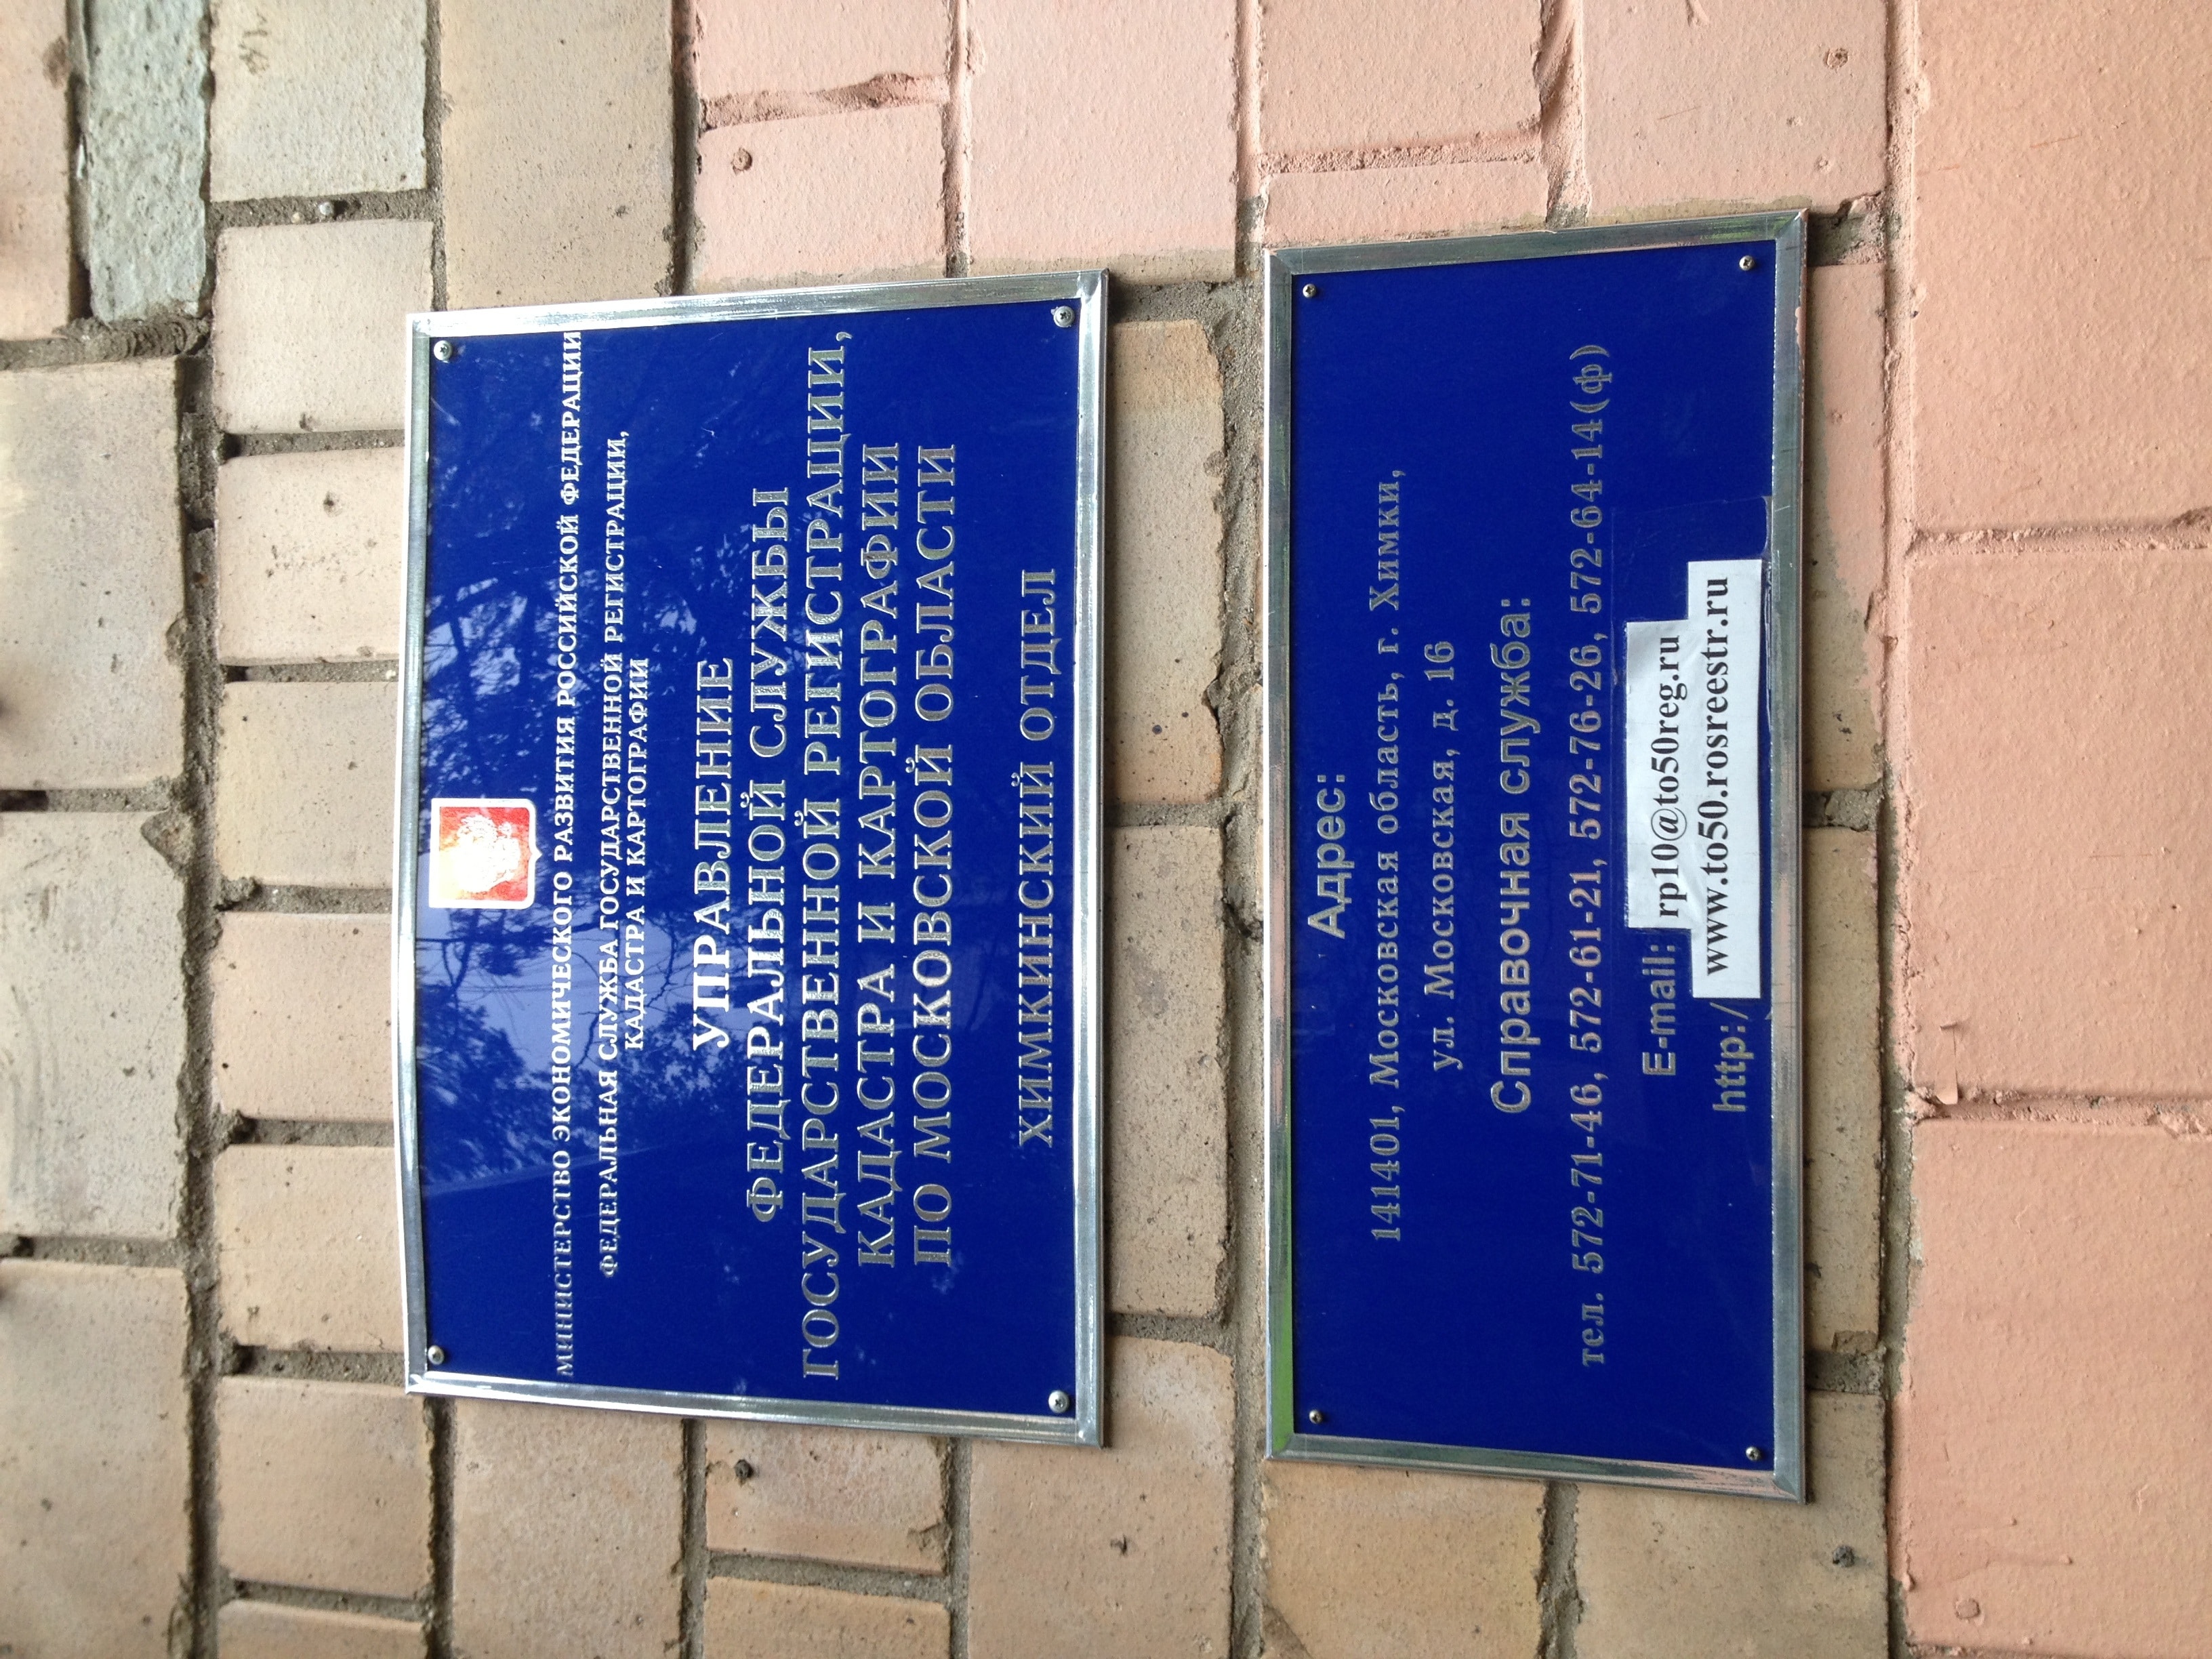 МИНИСТЕРСТВО ЭКОНОМИЧЕСКОГО РАЗВИТИЯ РОССИЙСКОЙ ФЕДЕРАЦИИ
ФЕДЕРАЛЬНАЯ СЛУЖБА ГОСУДАРСТВЕННОЙ РЕГИСТРАЦИИ,
КАДАСТРА И КАРТОГРАФИИ
УПРАВЛЕНИЕ
ФЕДЕРАЛЬНОЙ СЛУЖБЫ
ГОСУДАРСТВЕННОЙ РЕГИСТРАЦИИ,
КАДАСТРА И КАРТОГРАФИИ
ПО МОСКОВСКОЙ ОБЛАСТИ
ХИМКИНСКИЙ ОТДЕЛ
Адрес:
141401, Московская область, г. Химки,
ул. Московская, д. 16
Справочная служба:
тел. 572-71-46, 572-61-21, 572-76-26, 572-64-14(ф)
E-mail: rp10@to50reg.ru
http:/ www.to50.rosreestr.ru